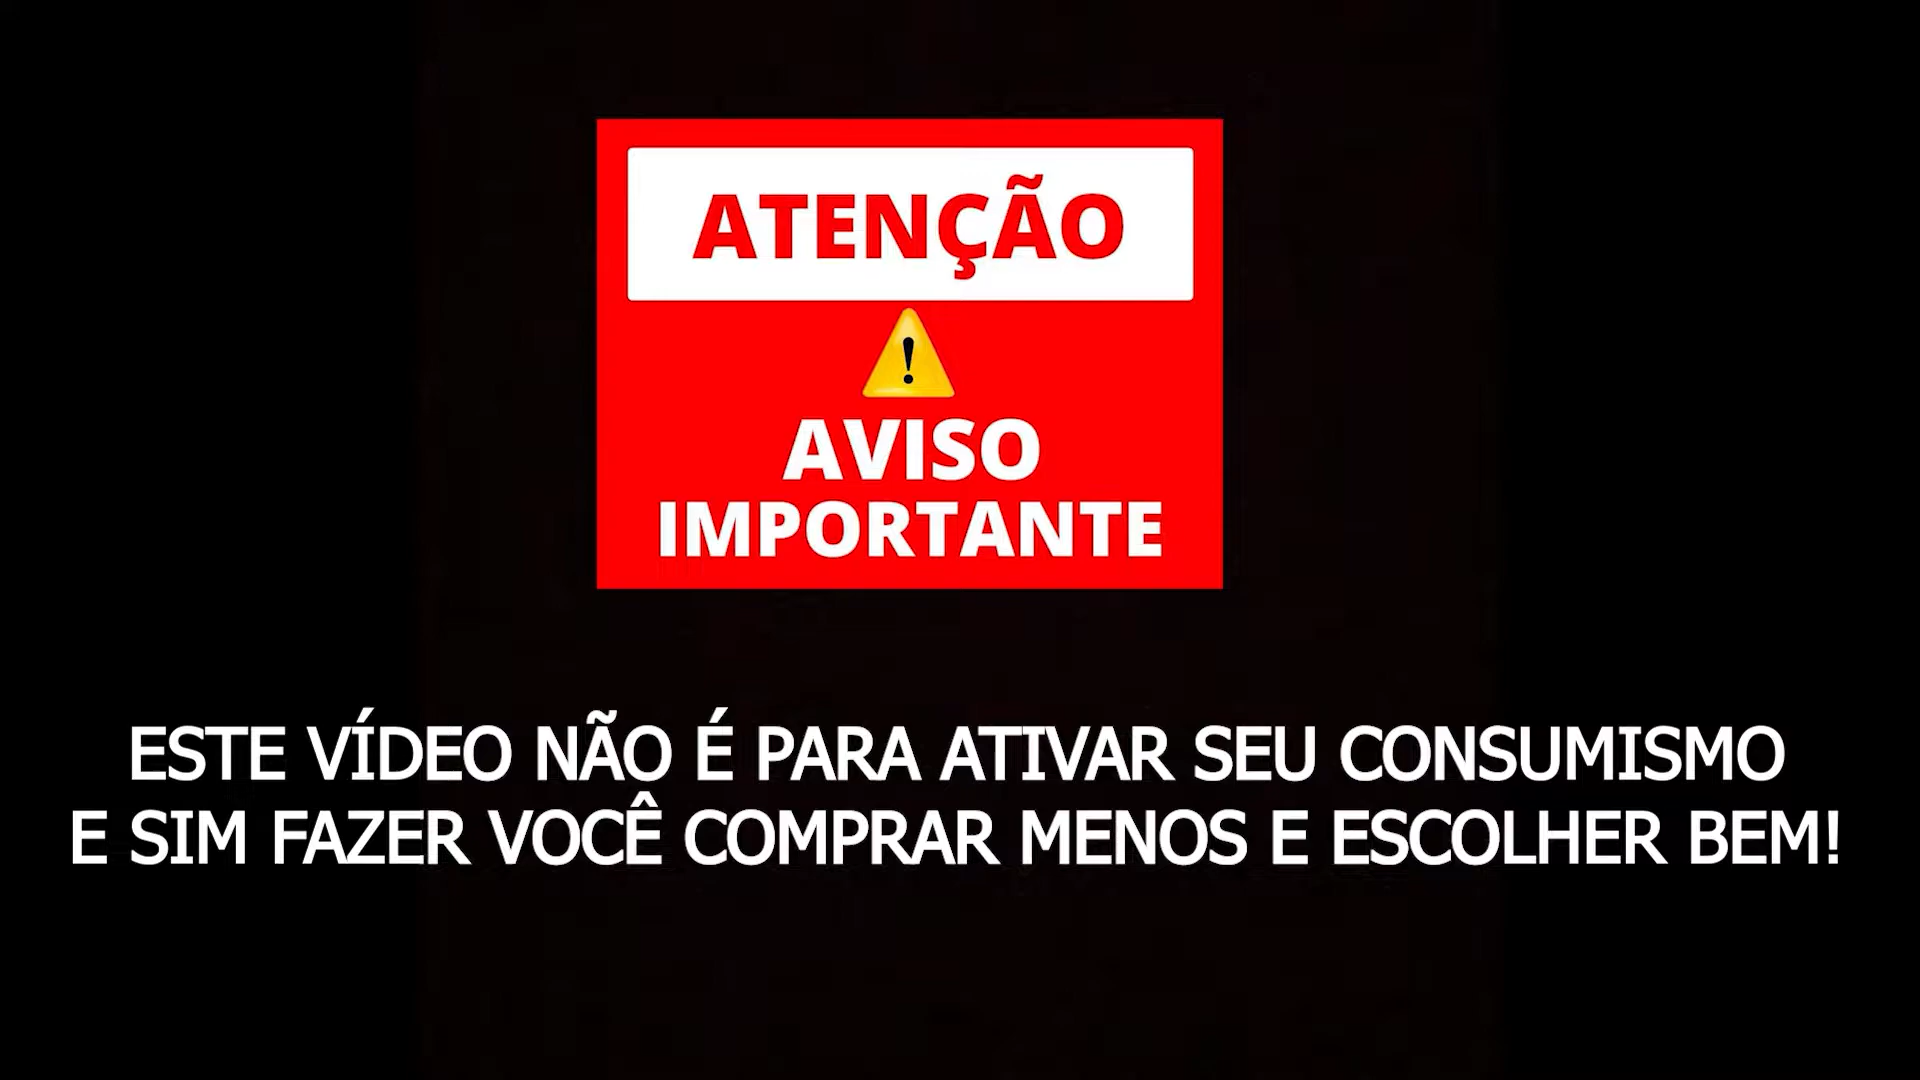 ATENÇÃO
!
AVISO
IMPORTANTE
ESTE VÍDEO NÃO É PARA ATIVAR SEU CONSUMISMO
E SIM FAZER VOCÊ COMPRAR MENOS E ESCOLHER BEM!